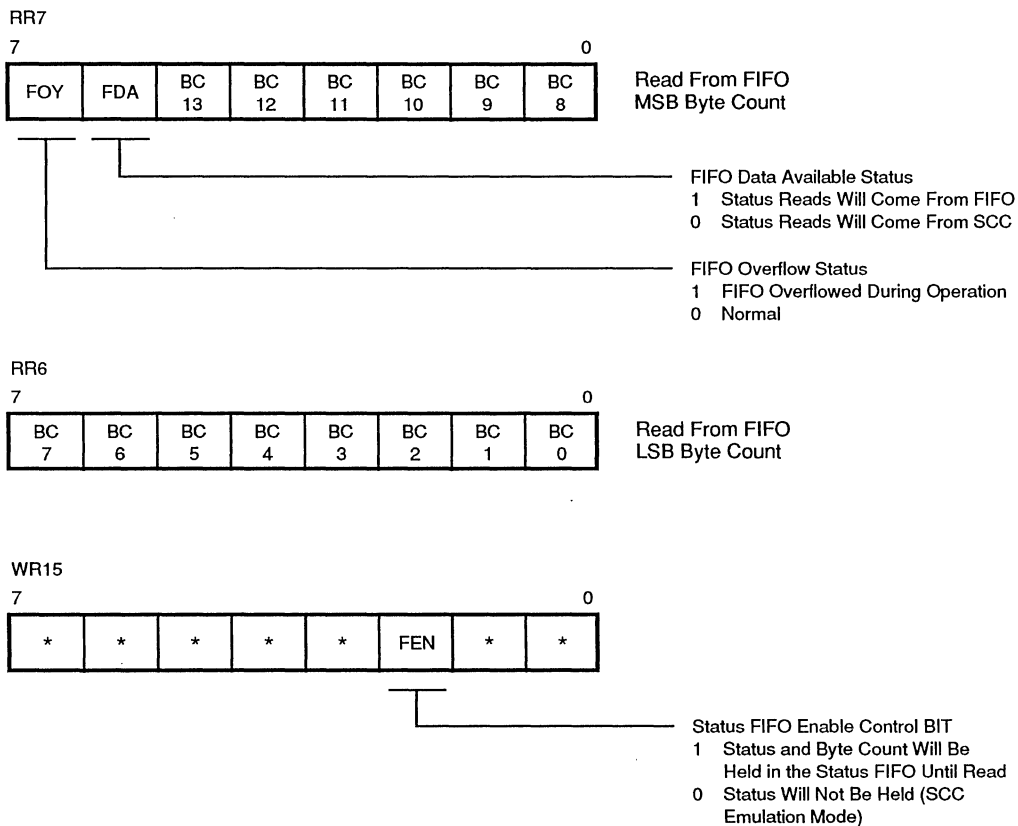 RR7
7 0
FOY FDA BC 13 BC 12 BC 11 BC 10 BC 9 BC 8
Read From FIFO
MSB Byte Count
FIFO Data Available Status
1 Status Reads Will Come From FIFO
0 Status Reads Will Come From SCC
FIFO Overflow Status
1 FIFO Overflowed During Operation
0 Normal
RR6
7 0
BC 7 BC 6 BC 5 BC 4 BC 3 BC 2 BC 1 BC 0
Read From FIFO
LSB Byte Count
WR15
7 0
* * * * * FEN * *
Status FIFO Enable Control BIT
1 Status and Byte Count Will Be
Held in the Status FIFO Until Read
0 Status Will Not Be Held (SCC
Emulation Mode)